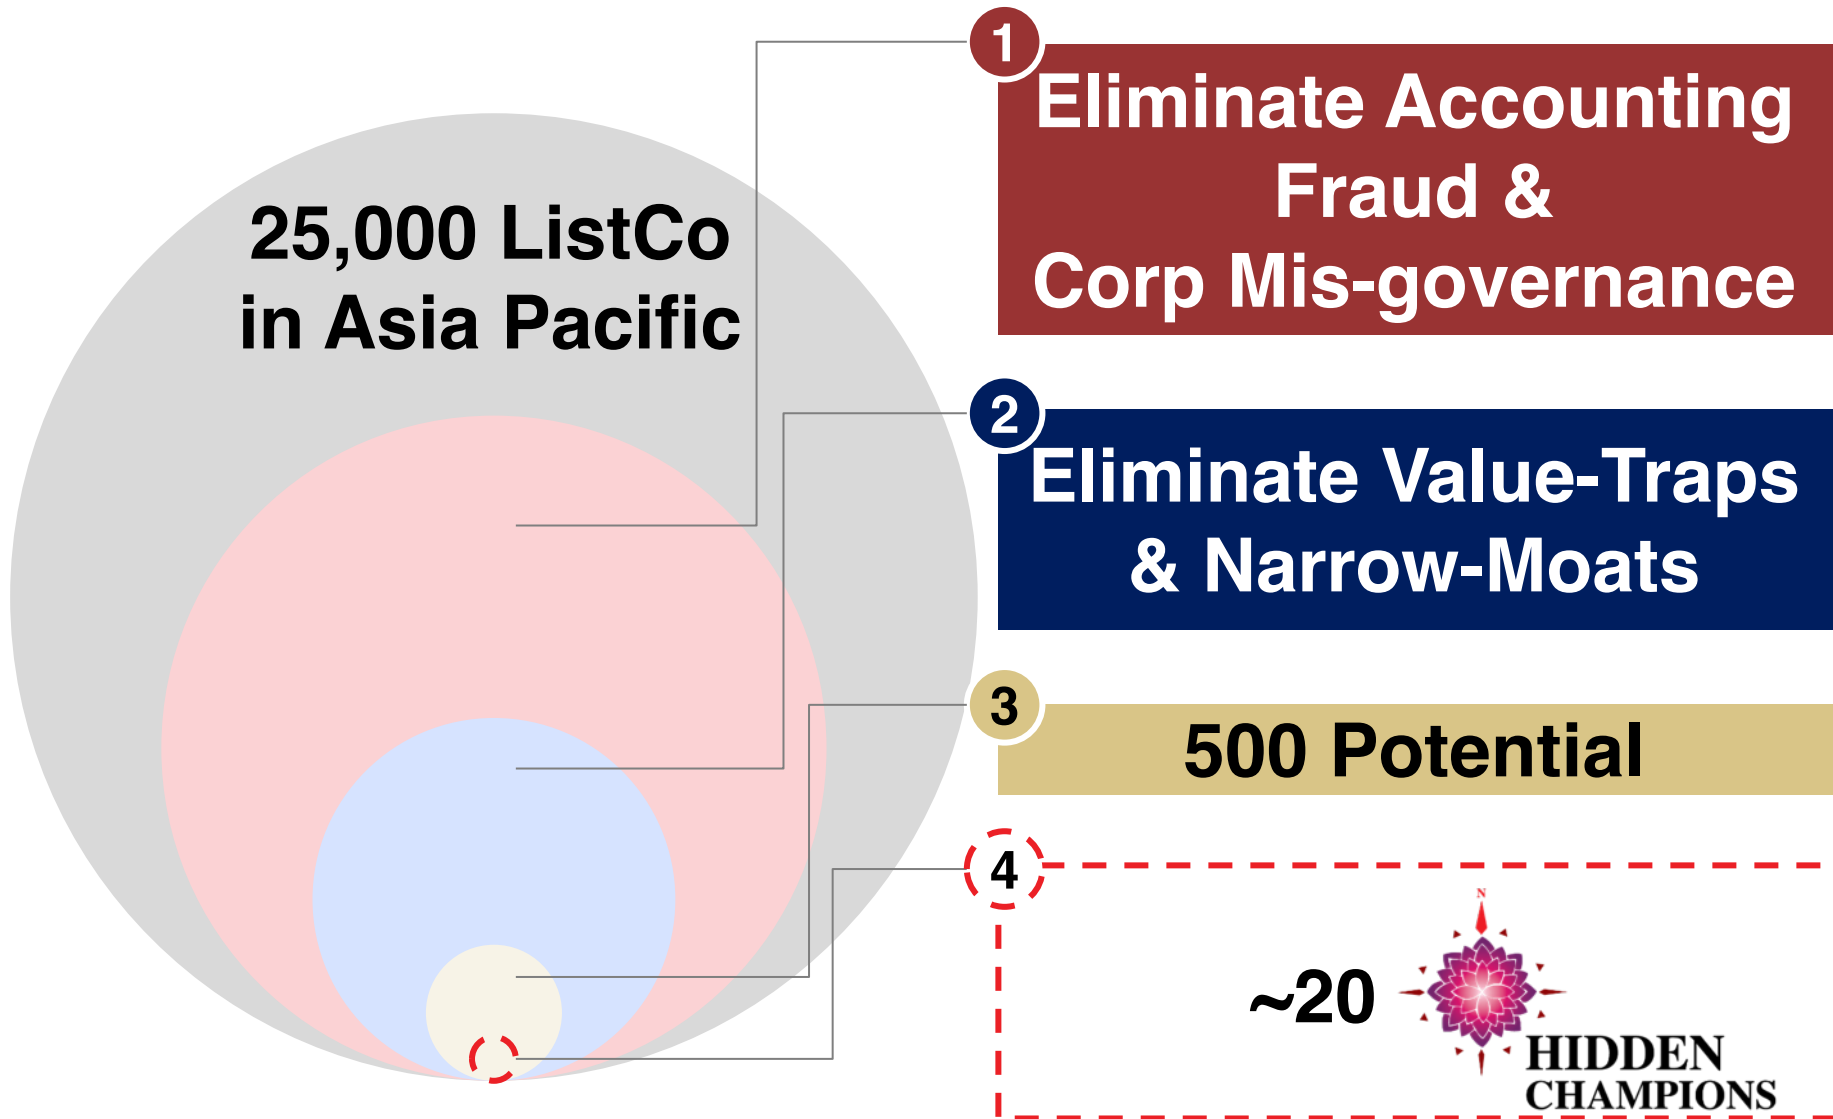 25,000 ListCo
in Asia Pacific
1
Eliminate Accounting
Fraud &
Corp Mis-governance
2
Eliminate Value-Traps
& Narrow-Moats
3
500 Potential
4
~20
N
HIDDEN
CHAMPIONS